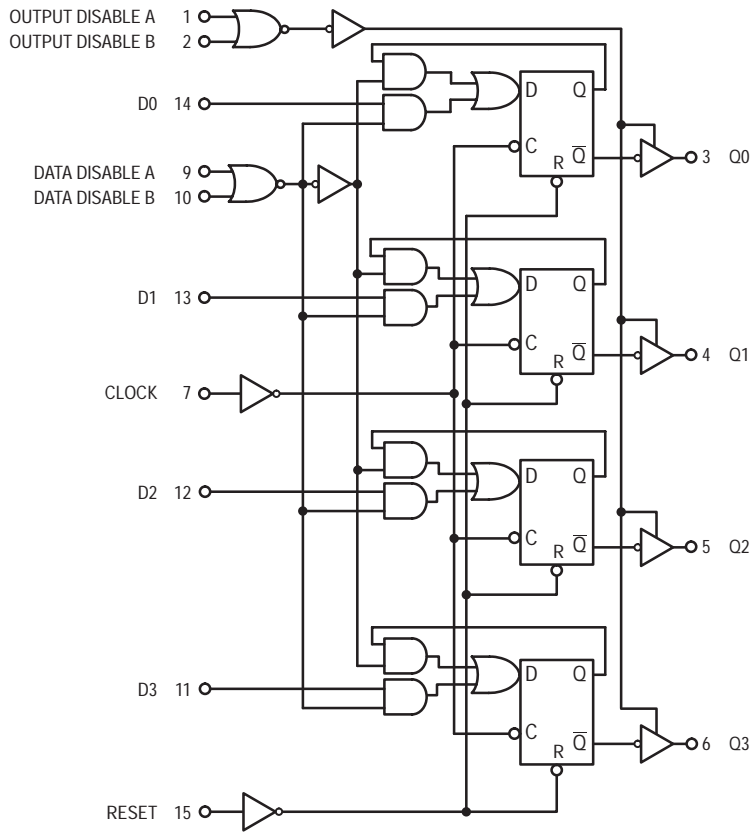 OUTPUT DISABLE A 1
OUTPUT DISABLE B 2
D Q
D0 14
C Q̅ 3 Q0
R
DATA DISABLE A 9
DATA DISABLE B 10
D Q
D1 13
C Q̅ 4 Q1
R
CLOCK 7
D Q
D2 12
C Q̅ 5 Q2
R
D Q
D3 11
C Q̅ 6 Q3
R
RESET 15